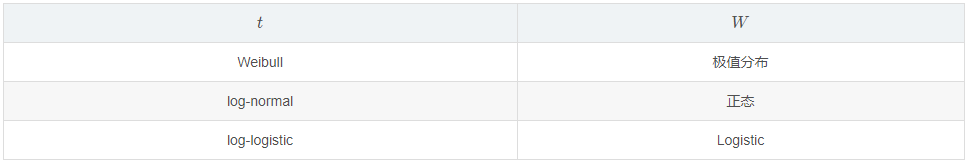 t W
Weibull 极值分布
log-normal 正态
log-logistic Logistic